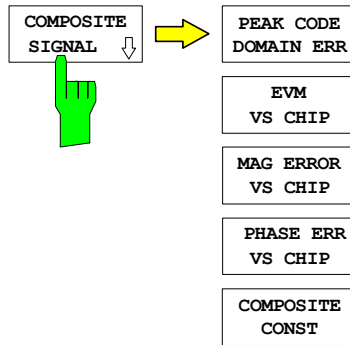 COMPOSITE
SIGNAL
PEAK CODE
DOMAIN ERR
EVM
VS CHIP
MAG ERROR
VS CHIP
PHASE ERR
VS CHIP
COMPOSITE
CONST